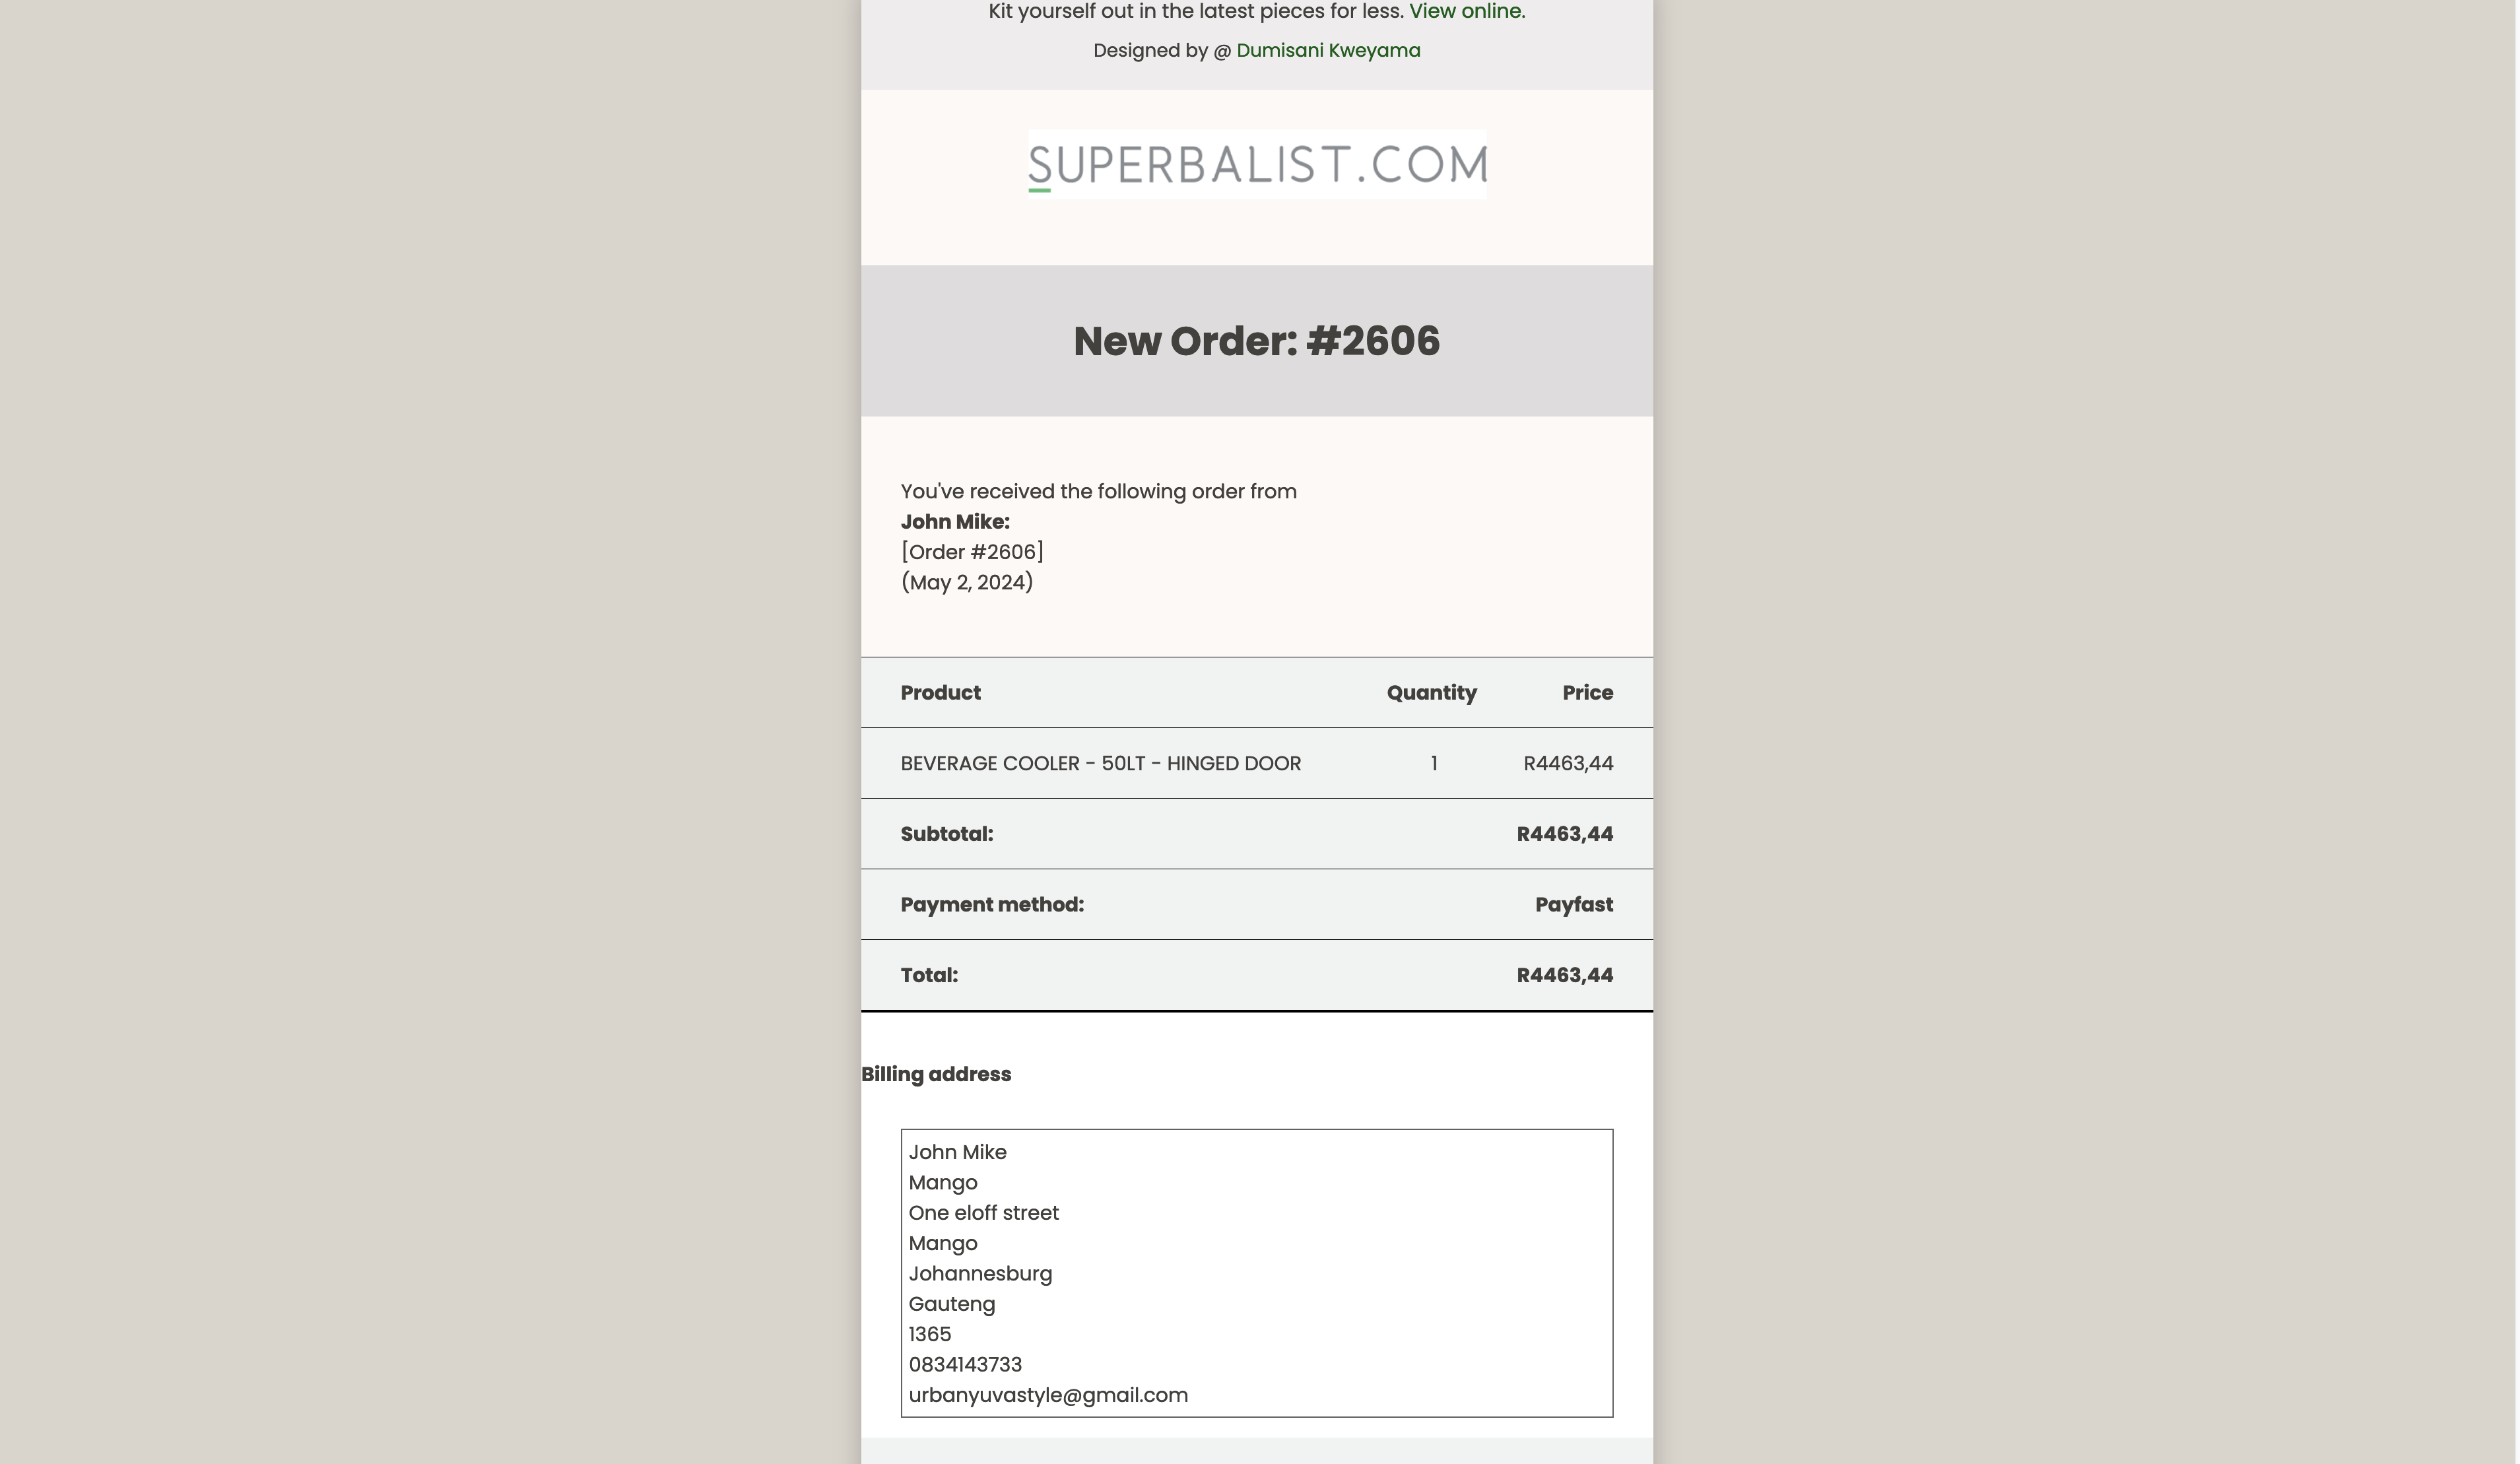 Kit yourself out in the latest pieces for less. View online.
Designed by @ Dumisani Kweyama
SUPERBALIST.COM
New Order: #2606
You've received the following order from
John Mike:
[Order #2606]
(May 2, 2024)
Product Quantity Price
BEVERAGE COOLER - 50LT - HINGED DOOR 1 R4463,44
Subtotal: R4463,44
Payment method: Payfast
Total: R4463,44
Billing address
John Mike
Mango
One eloff street
Mango
Johannesburg
Gauteng
1365
0834143733
urbanyuvastyle@gmail.com